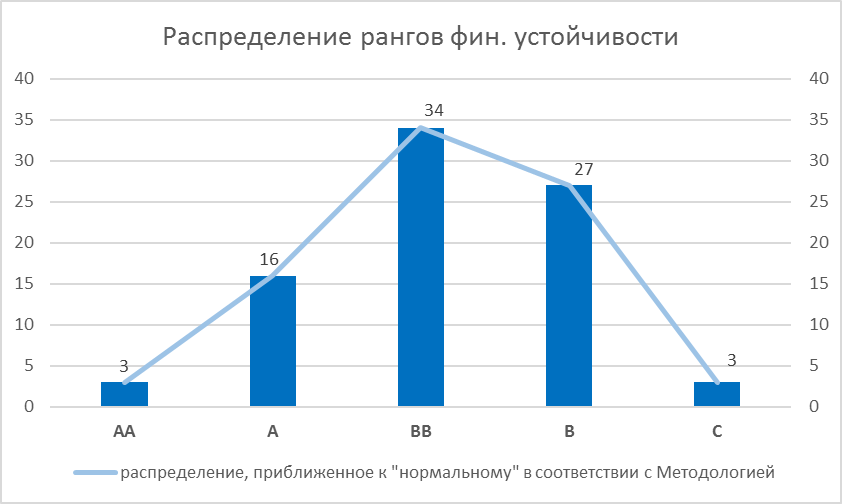 Распределение рангов фин. устойчивости
40 40
35 34 35
30 30
27
25 25
20 20
16
15 15
10 10
5 3 3 5
0 0
AA A BB B C
распределение, приближенное к "нормальному" в соответствии с Методологией